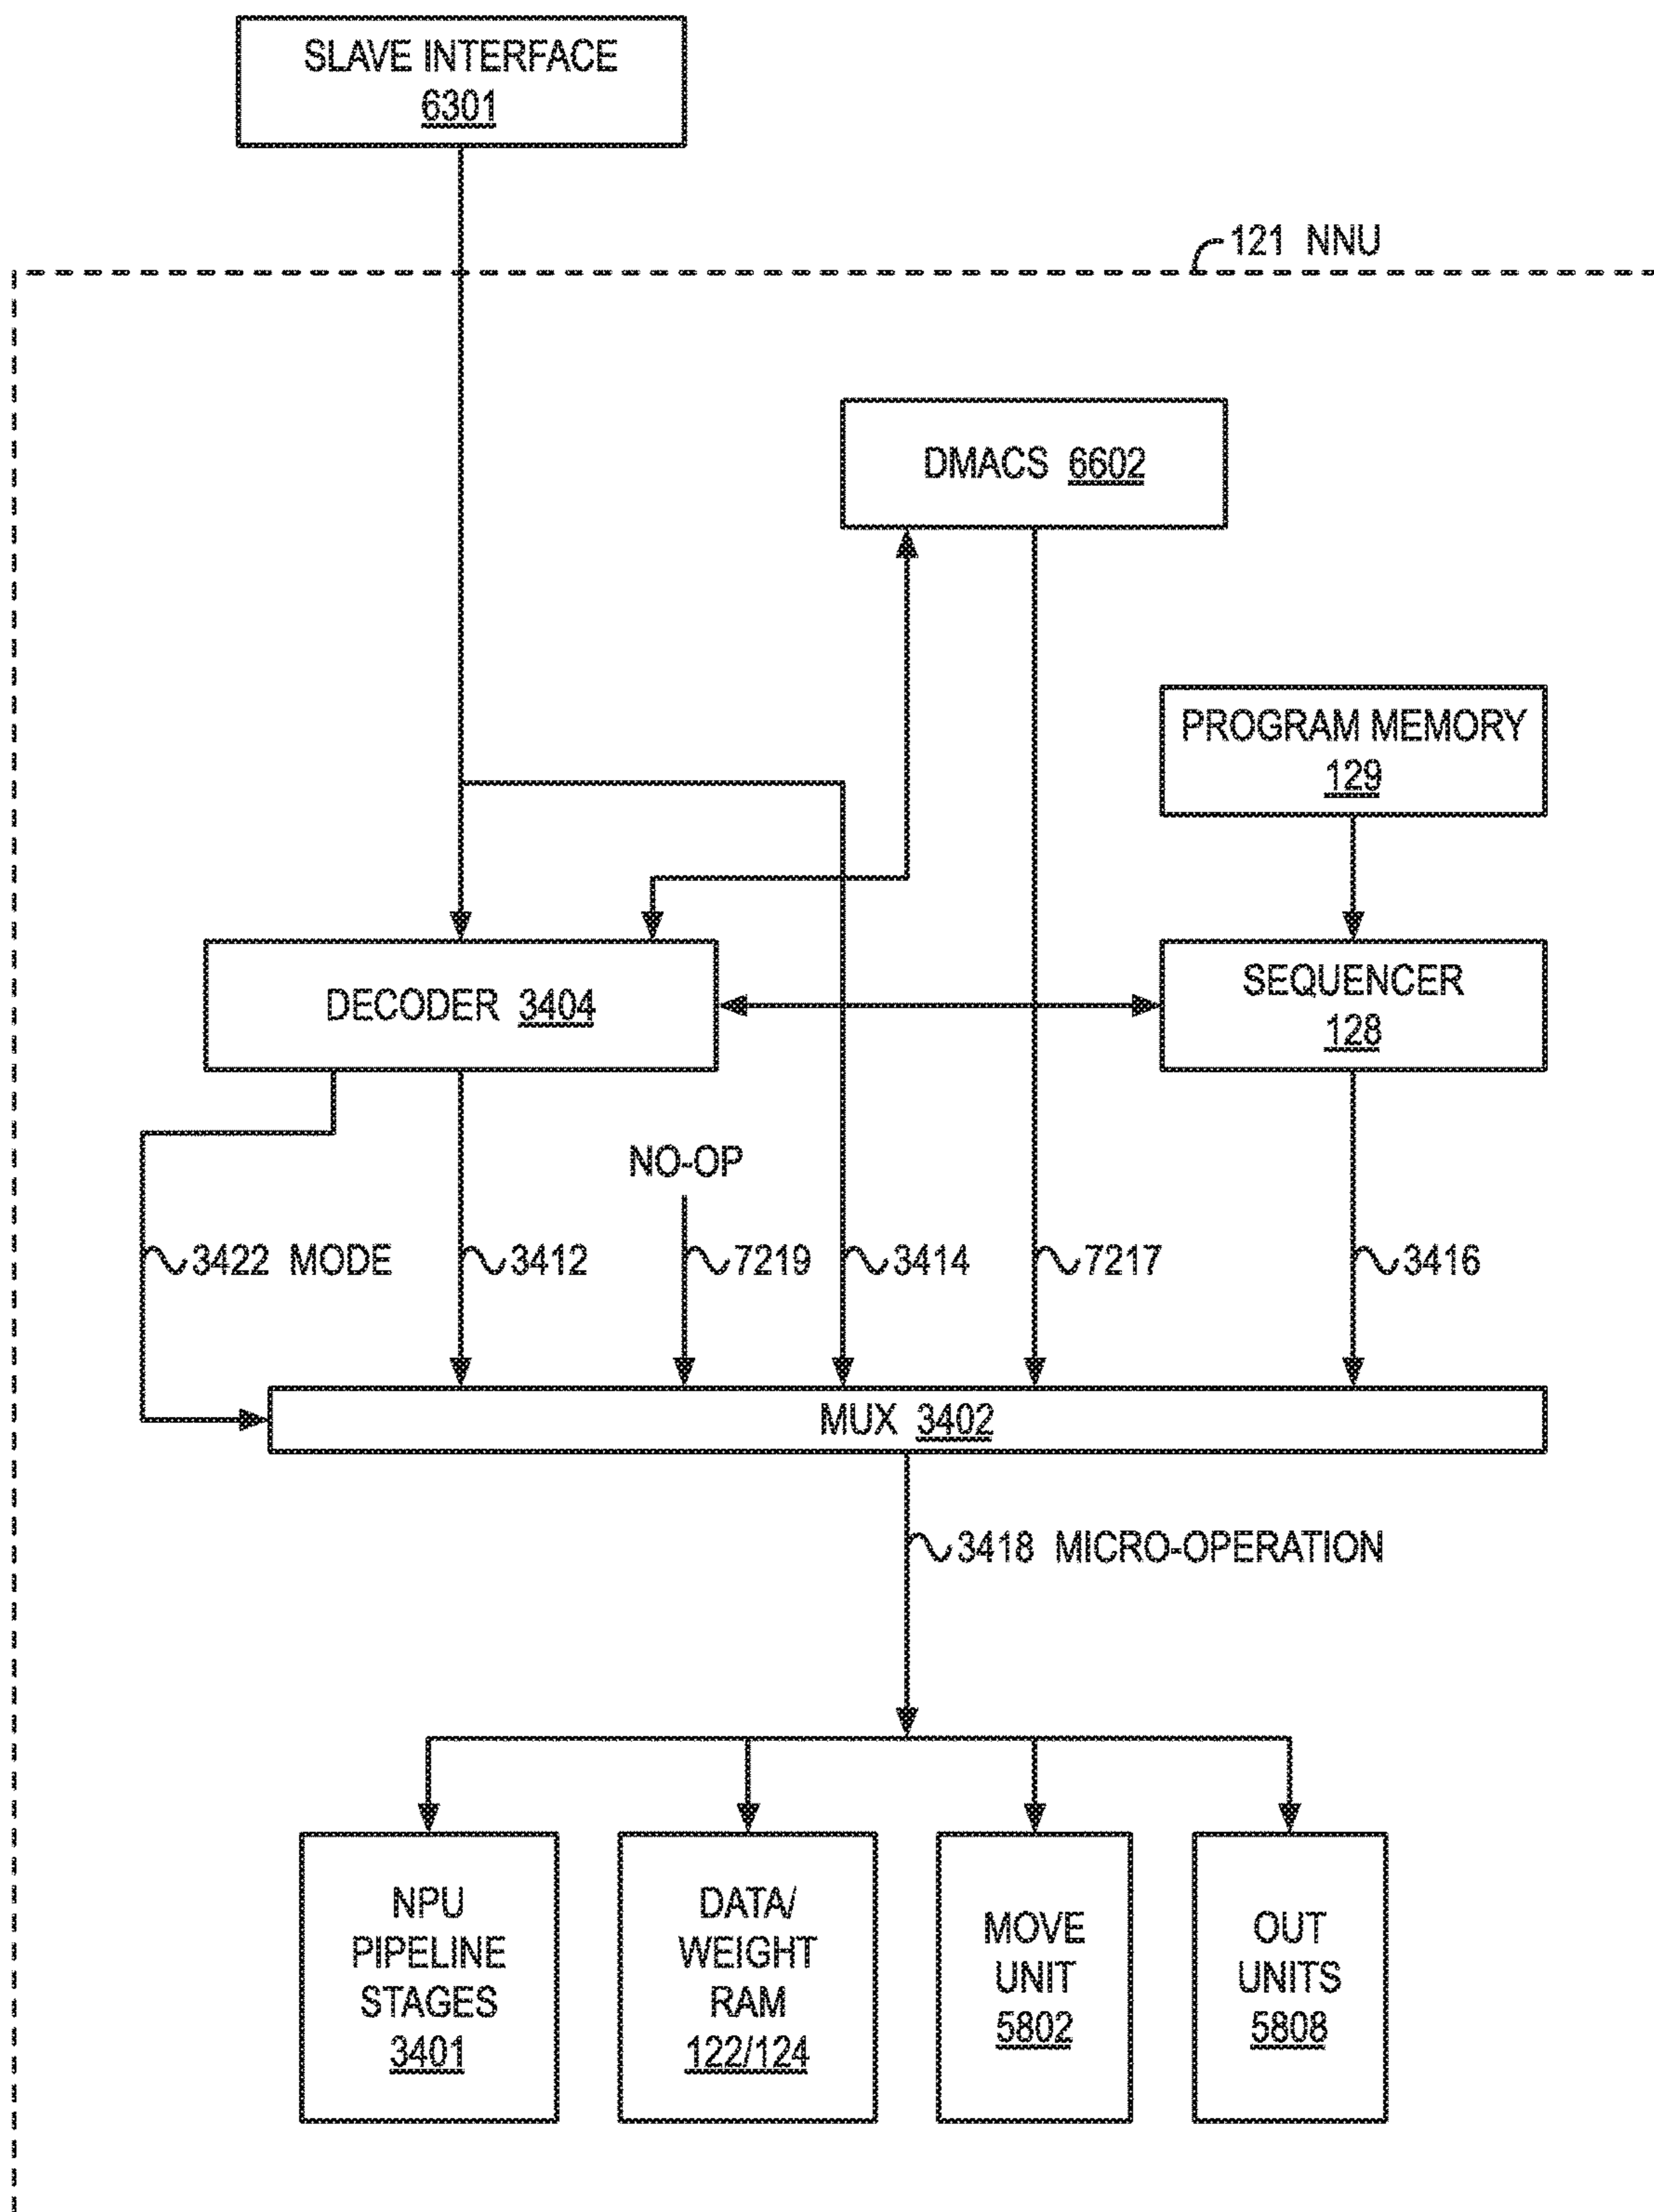 SLAVE INTERFACE
6301
121 NNU
DMACS 6602
PROGRAM MEMORY
129
DECODER 3404
SEQUENCER
128
NO-OP
3422 MODE
3412
7219
3414
7217
3416
MUX 3402
3418 MICRO-OPERATION
NPU
PIPELINE
STAGES
3401
DATA/
WEIGHT
RAM
122/124
MOVE
UNIT
5802
OUT
UNITS
5808